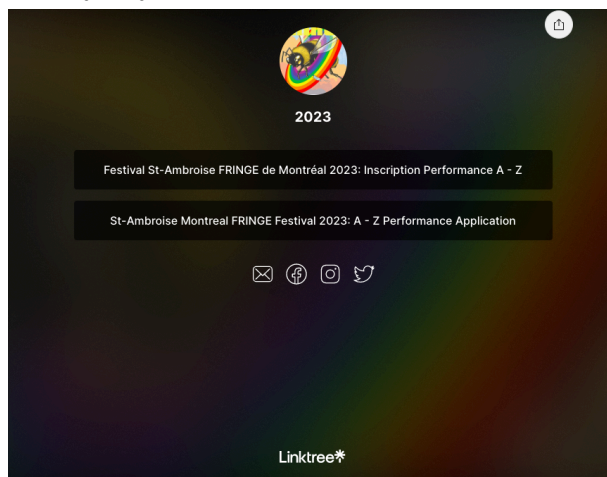 2023
Festival St-Ambroise FRINGE de Montréal 2023: Inscription Performance A - Z
St-Ambroise Montreal FRINGE Festival 2023: A - Z Performance Application
Linktree